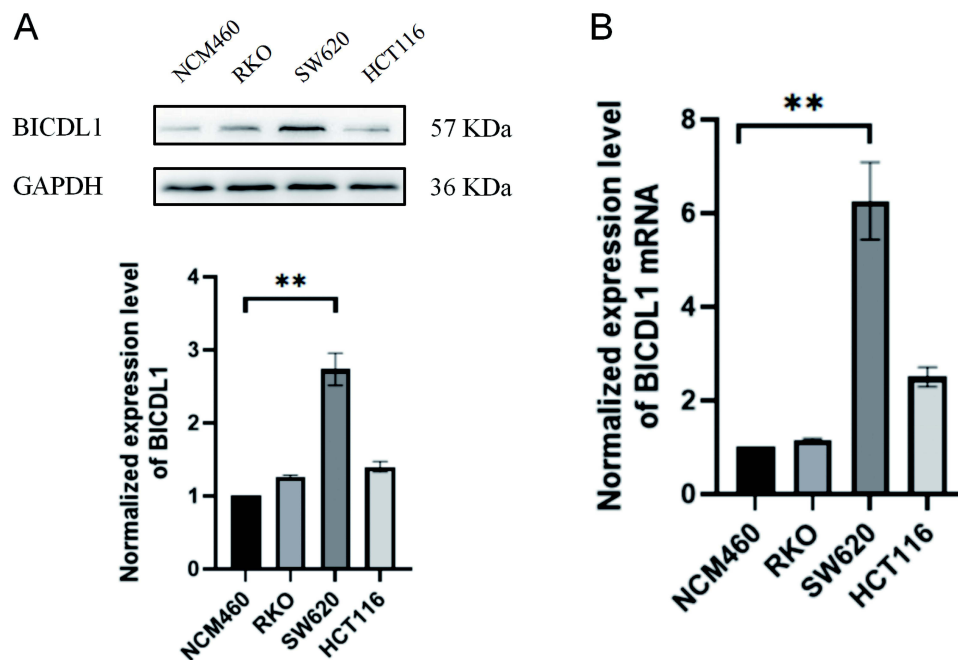 A
NCM460 RKO SW620 HCT116
BICDL1 57 KDa
GAPDH 36 KDa
Normalized expression level
of BICDL1
**
4
3
2
1
0
NCM460 RKO SW620 HCT116
B
Normalized expression level
of BICDL1 mRNA
**
8
6
4
2
0
NCM460 RKO SW620 HCT116